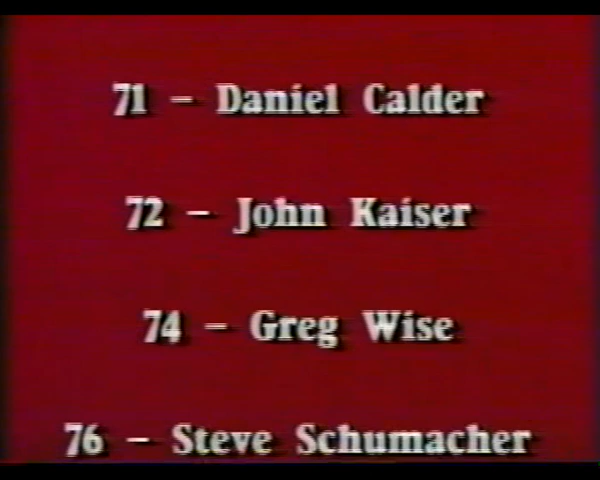 71 - Daniel Calder
72 - John Kaiser
74 - Greg Wise
76 - Steve Schumacher